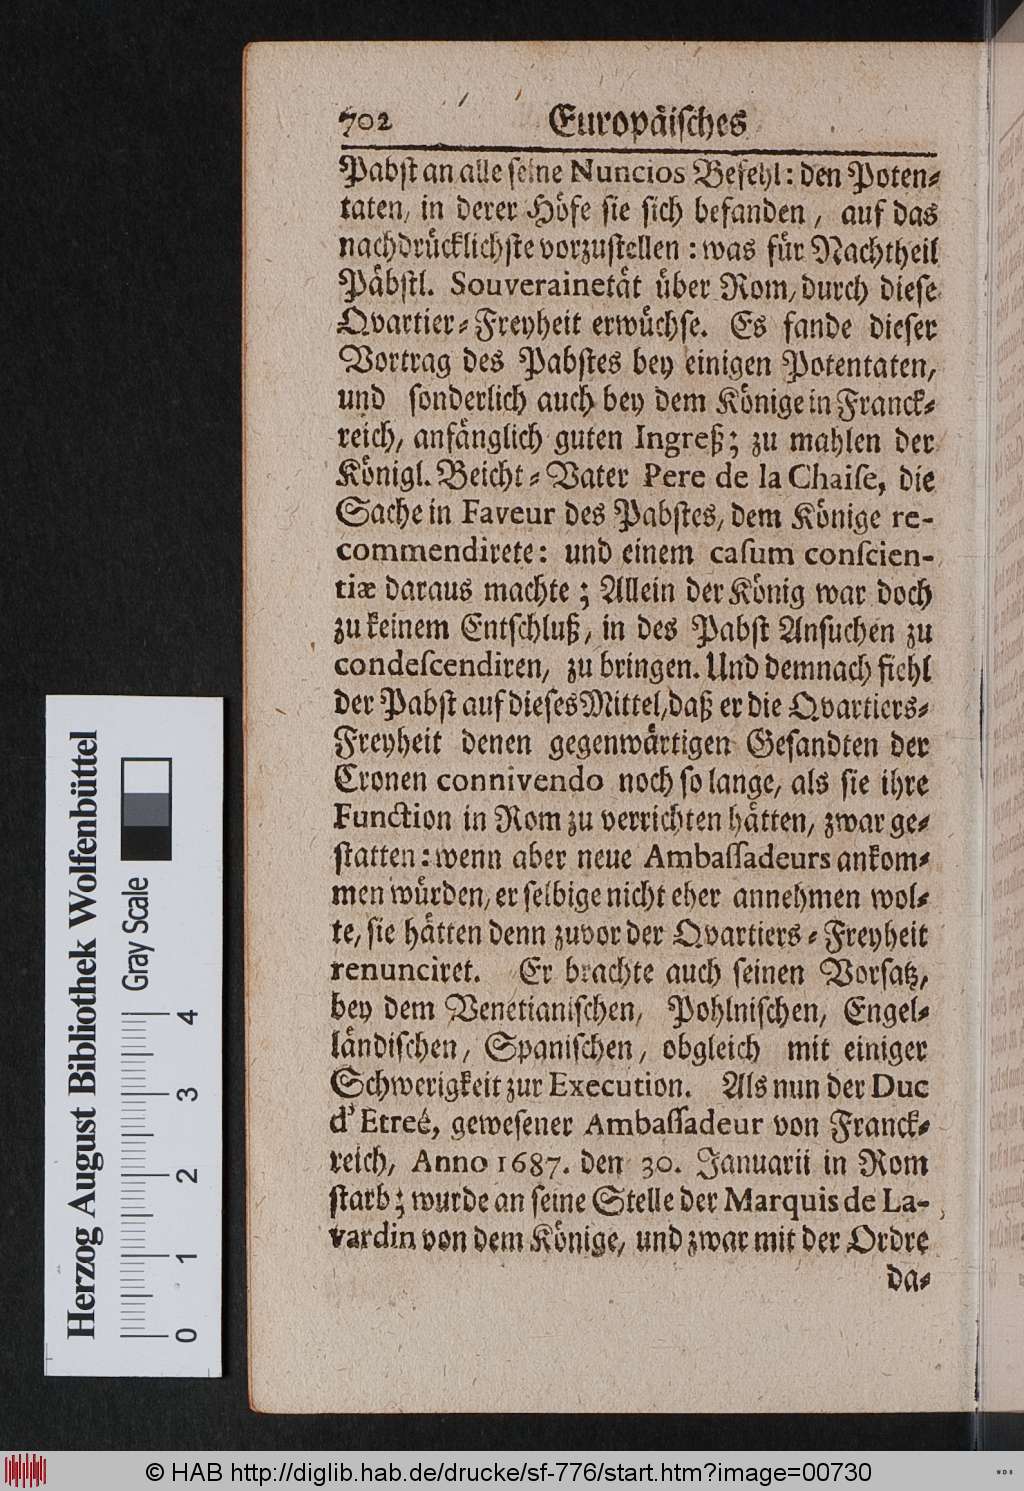 702 Europäiſches
Pabſt an alle ſeine Nuncios Befehl: den Poten⸗
taten, in derer Höfe ſie ſich befanden, auf das
nachdrücklichſte vorzuſtellen: was für Nachtheil
Päbſtl. Souverainetät über Rom, durch dieſe
Qvartier⸗Freyheit erwüchſe. Es fande dieſer
Vortrag des Pabſtes bey einigen Potentaten,
und ſonderlich auch bey dem Könige in Franck⸗
reich, anfänglich guten Ingreß; zu mahlen der
Königl. Beicht⸗Vater Pere de la Chaiſe, die
Sache in Faveur des Pabſtes, dem Könige re-
commendirete: und einem caſum conſcien-
tiæ daraus machte; Allein der König war doch
zu keinem Entſchluß, in des Pabſt Anſuchen zu
condeſcendiren, zu bringen. Und demnach fiehl
der Pabſt auf dieſes Mittel, daß er die Qvartiers⸗
Freyheit denen gegenwärtigen Geſandten der
Cronen connivendo noch ſo lange, als ſie ihre
Function in Rom zu verrichten hätten, zwar ge⸗
ſtatten: wenn aber neue Ambaſſadeurs ankom⸗
men würden, er ſelbige nicht eher annehmen wol⸗
te, ſie hätten denn zuvor der Qvartiers⸗Freyheit
renunciret. Er brachte auch ſeinen Vorſatz,
bey dem Venetianiſchen, Pohlniſchen, Engel⸗
ländiſchen, Spaniſchen, obgleich mit einiger
Schwerigkeit zur Execution. Als nun der Duc
d'Etreé, geweſener Ambaſſadeur von Franck⸗
reich, Anno 1687. den 30. Januarii in Rom
ſtarb; wurde an ſeine Stelle der Marquis de La-
vardin von dem Könige, und zwar mit der Ordre
da⸗
Herzog August Bibliothek Wolfenbüttel
Gray Scale
0 1 2 3 4
© HAB http://diglib.hab.de/drucke/sf-776/start.htm?image=00730
WDB